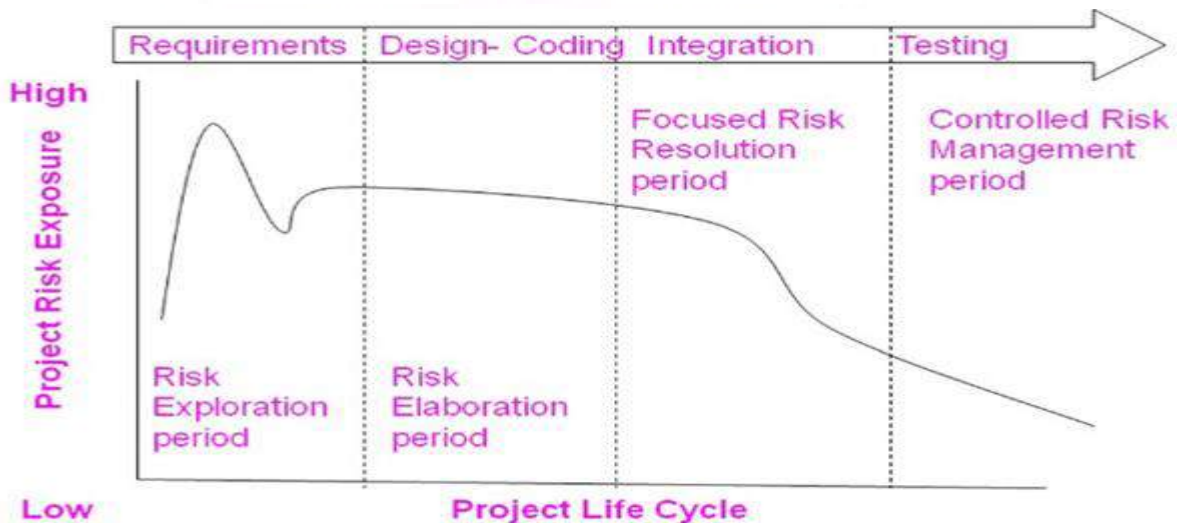 Requirements Design- Coding Integration Testing
High
Project Risk Exposure
Focused Risk
Resolution
period
Controlled Risk
Management
period
Risk
Exploration
period
Risk
Elaboration
period
Low
Project Life Cycle